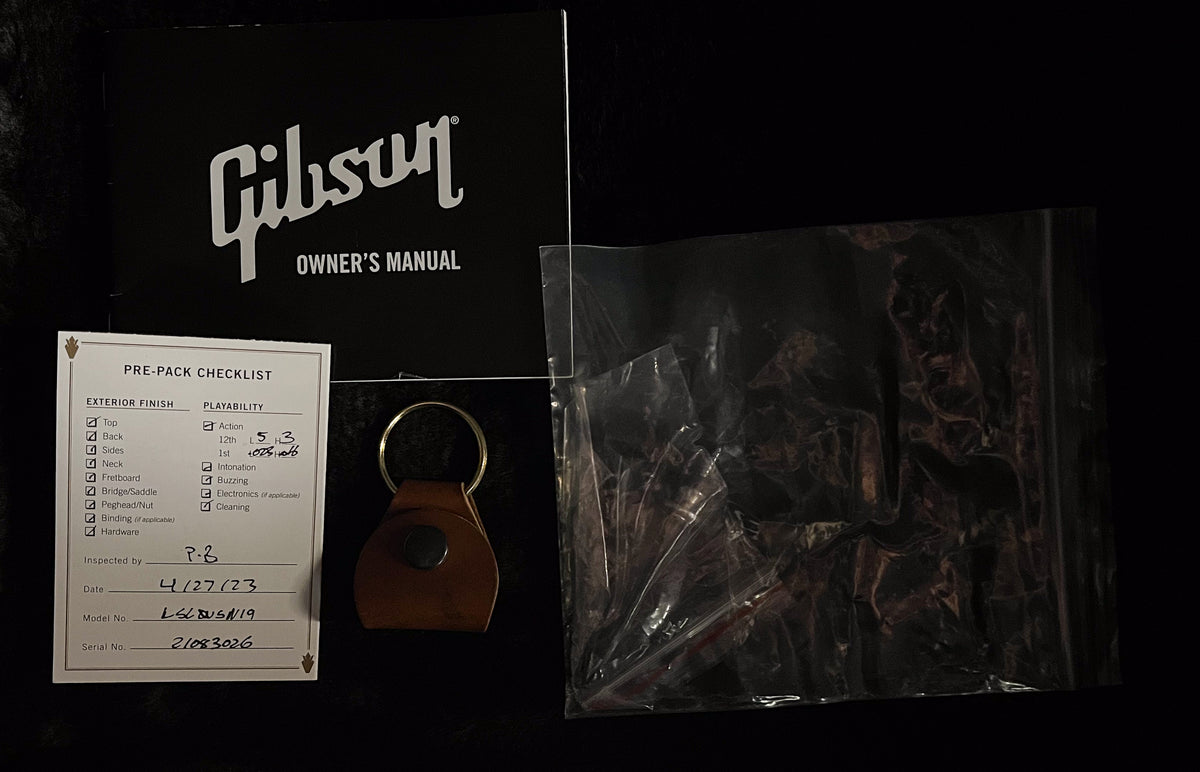 Gibson®
OWNER'S MANUAL
PRE-PACK CHECKLIST
EXTERIOR FINISH
Top
Back
Sides
Neck
Fretboard
Bridge/Saddle
Peghead/Nut
Binding (if applicable)
Hardware
PLAYABILITY
Action
12th L 5 H 3
1st
Intonation
Buzzing
Electronics (if applicable)
Cleaning
Inspected by P.B
Date 4/27/23
Model No.
Serial No. 21083026